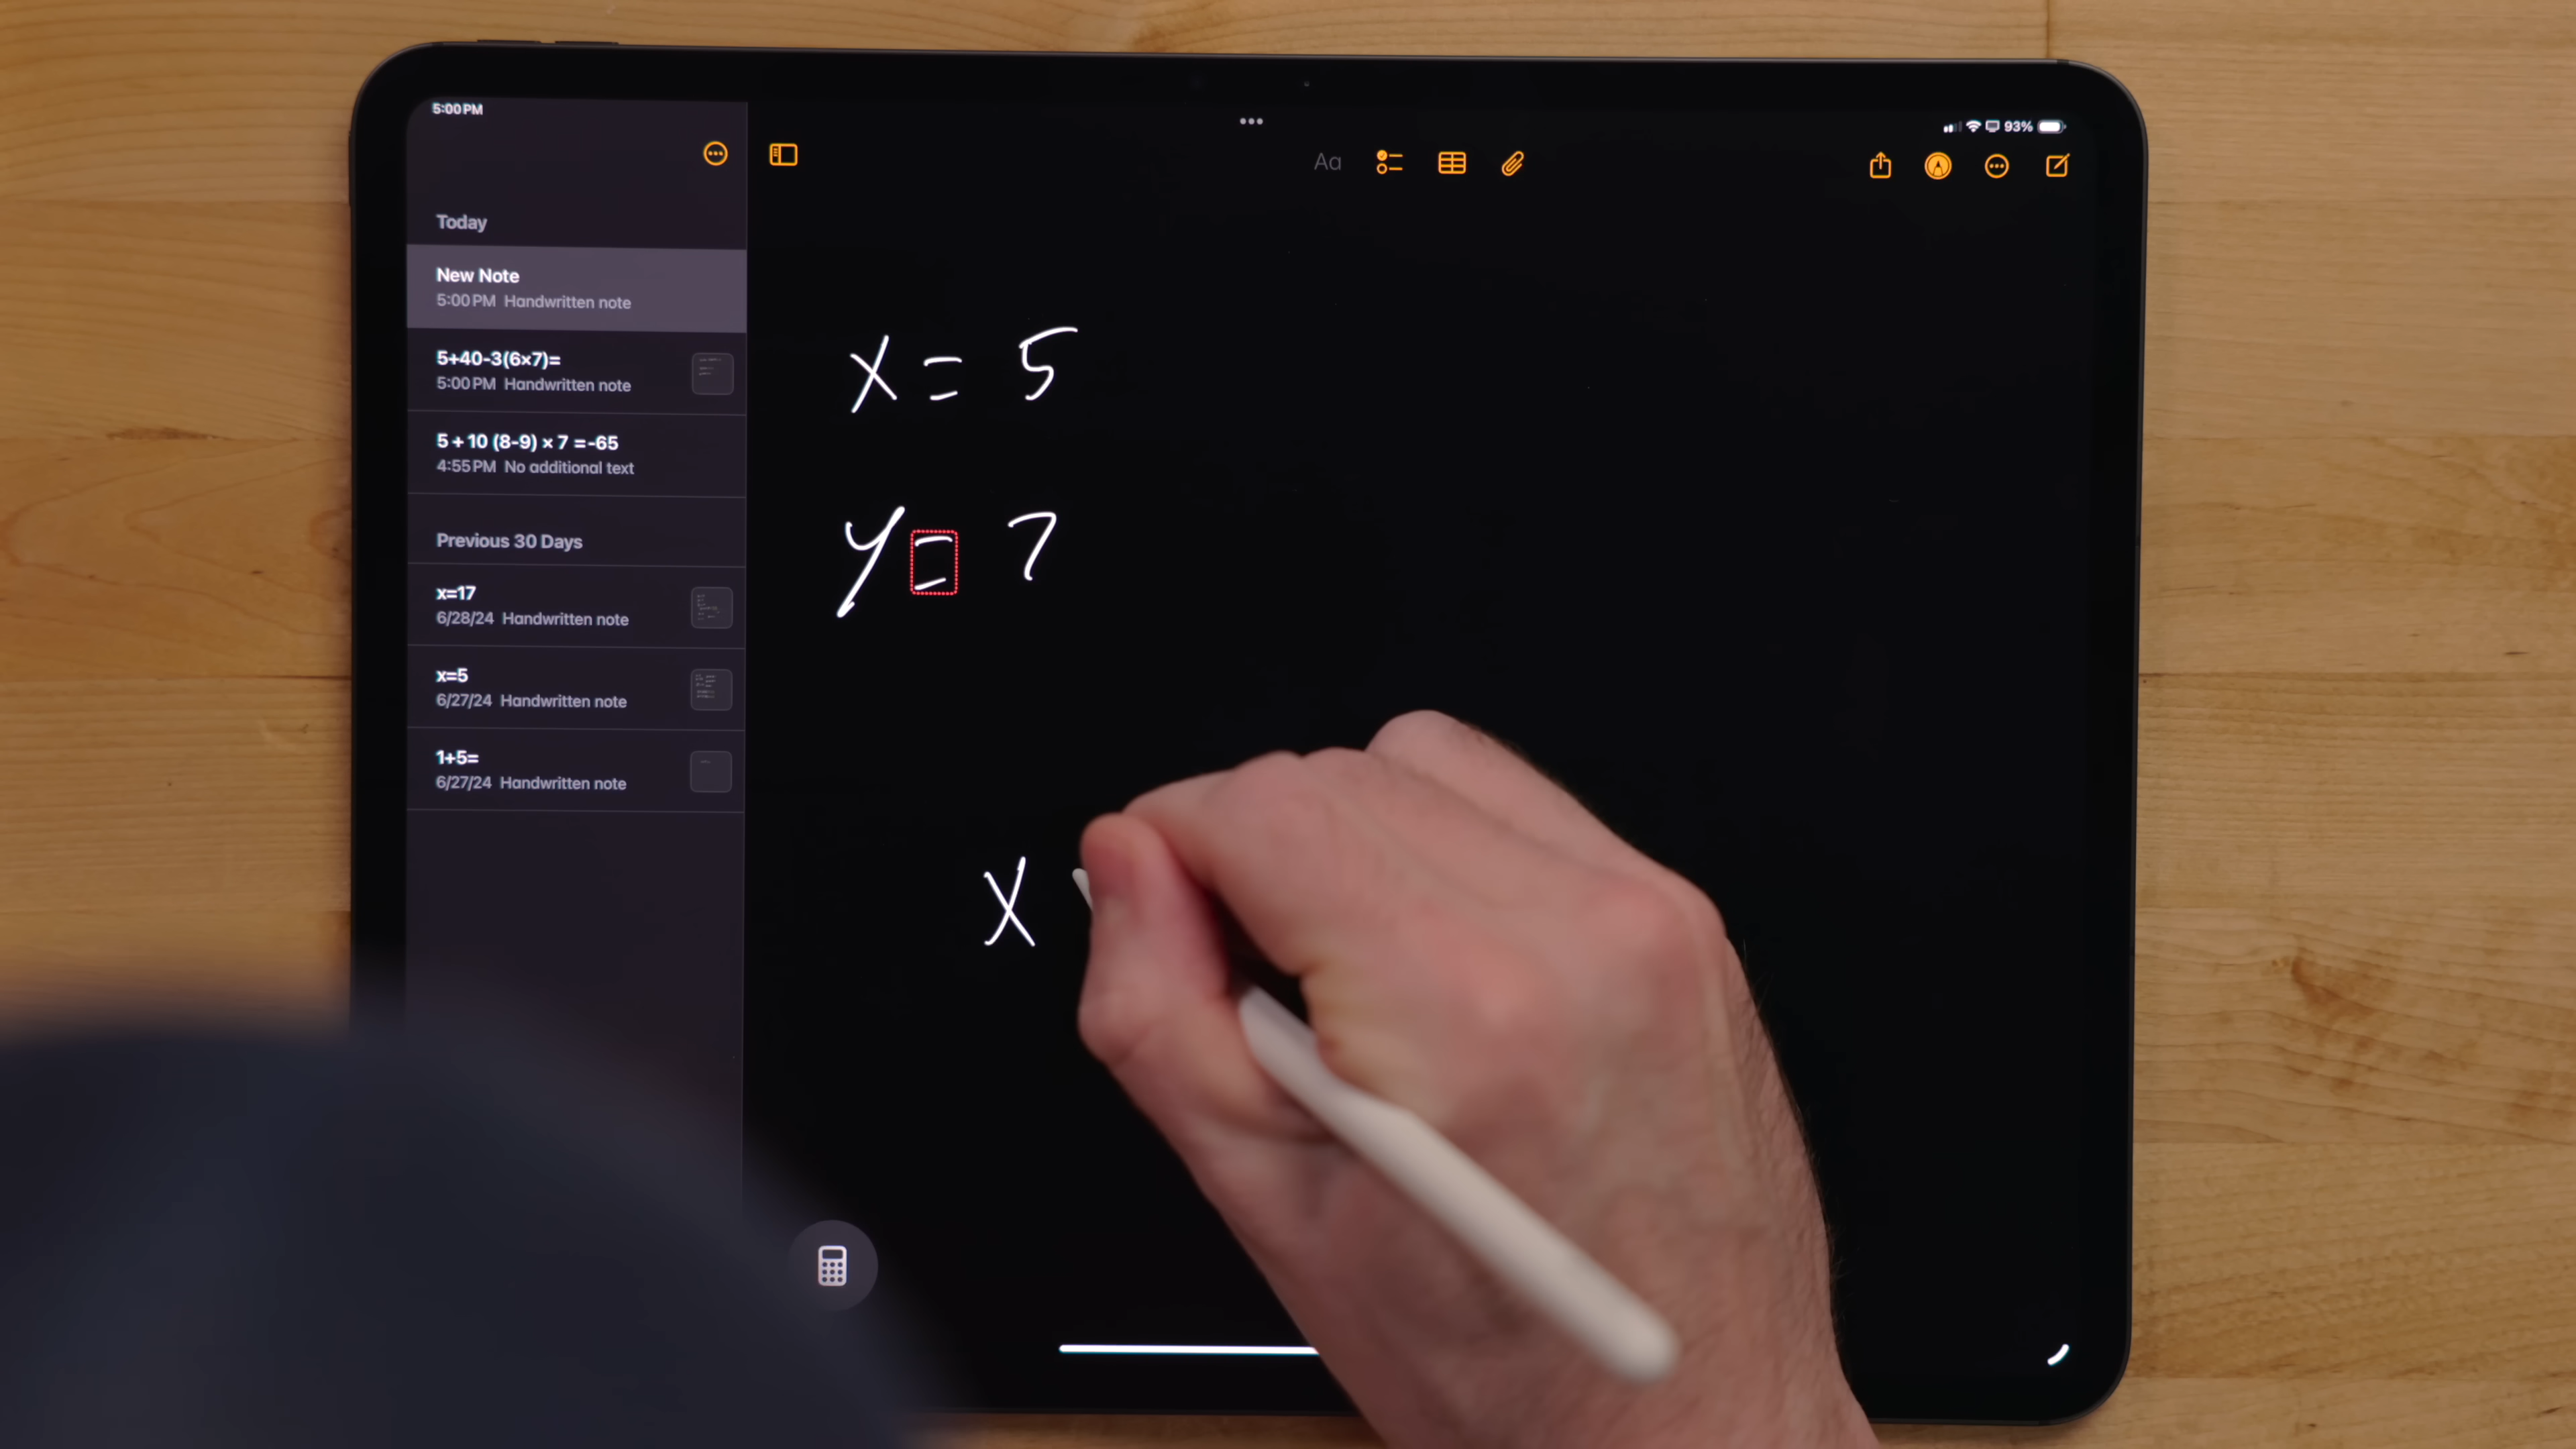 5:00 PM
93%
Aa
Today
New Note
5:00 PM Handwritten note
5+40-3(6×7)=
5:00 PM Handwritten note
5 + 10 (8-9) × 7 =-65
4:55 PM No additional text
Previous 30 Days
x=17
6/28/24 Handwritten note
x=5
6/27/24 Handwritten note
1+5=
6/27/24 Handwritten note
x = 5
y = 7
x